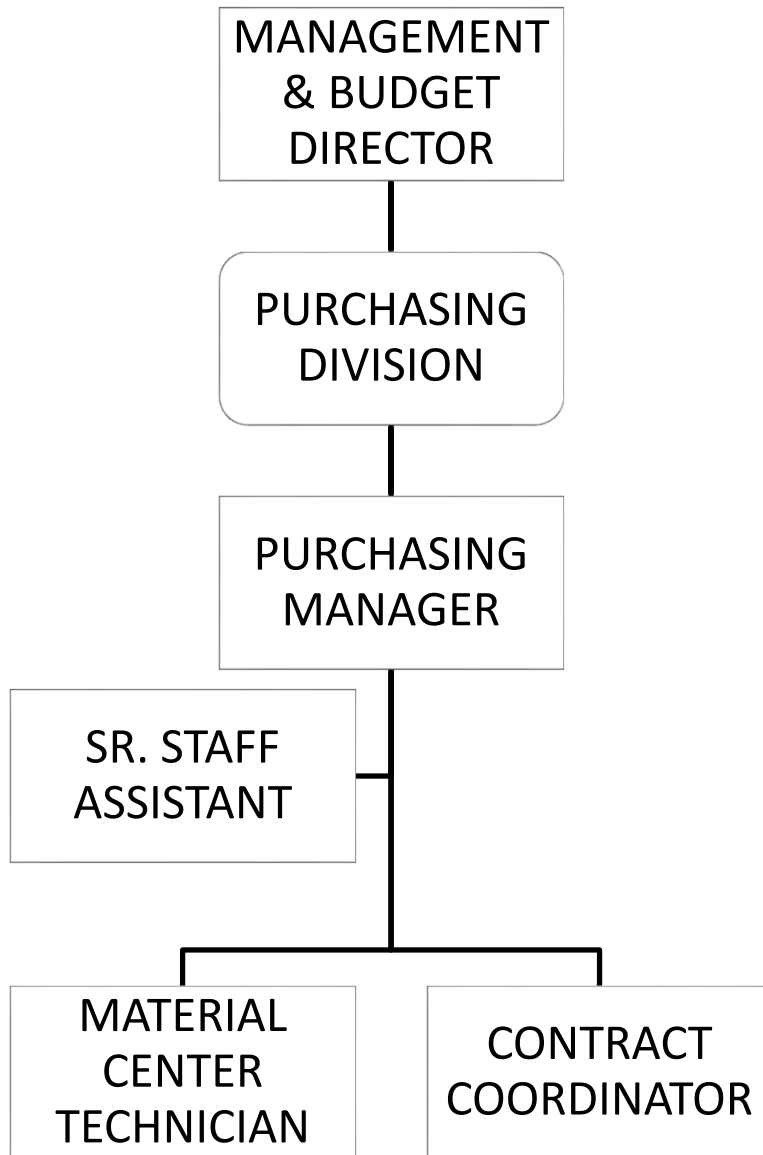 MANAGEMENT
& BUDGET
DIRECTOR
PURCHASING
DIVISION
PURCHASING
MANAGER
SR. STAFF
ASSISTANT
MATERIAL
CENTER
TECHNICIAN
CONTRACT
COORDINATOR